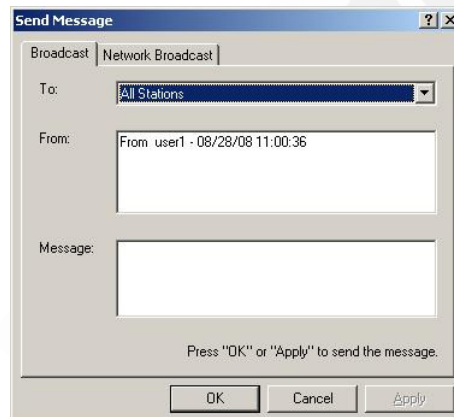 Send Message
Broadcast
Network Broadcast
To:
All Stations
From:
From user1 - 08/28/08 11:00:36
Message:
Press "OK" or "Apply" to send the message.
OK
Cancel
Apply